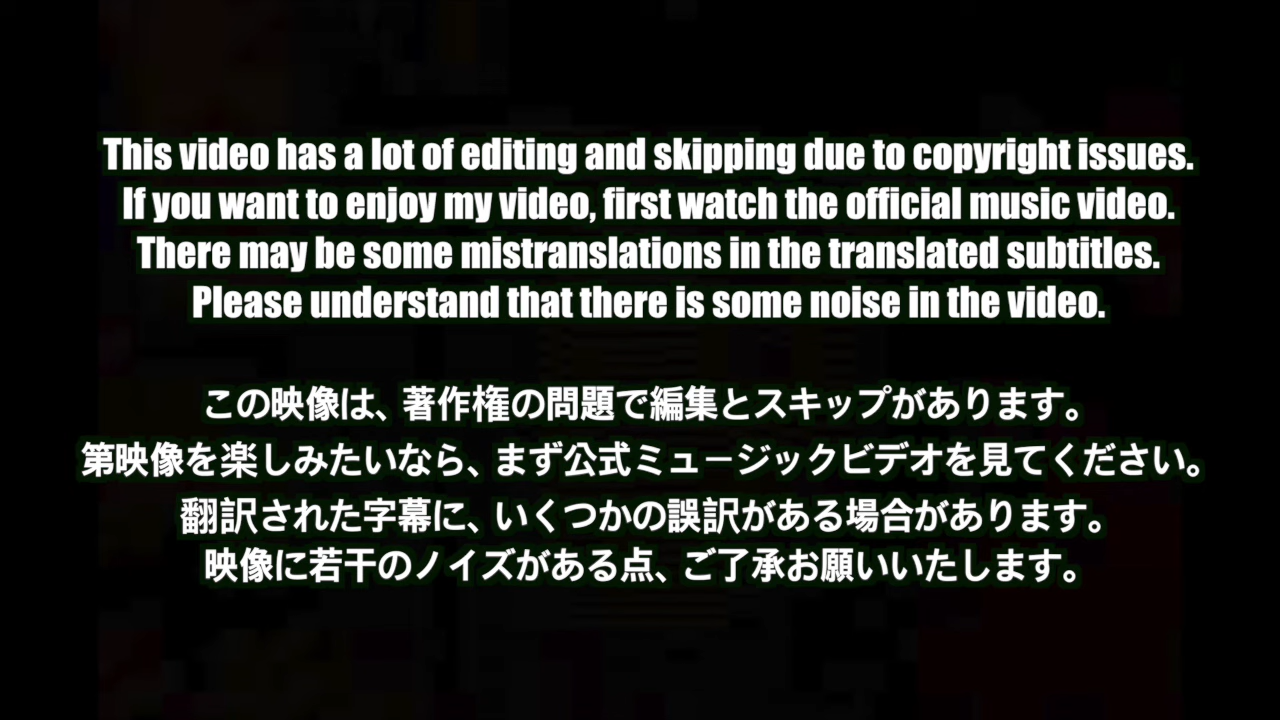 This video has a lot of editing and skipping due to copyright issues.
If you want to enjoy my video, first watch the official music video.
There may be some mistranslations in the translated subtitles.
Please understand that there is some noise in the video.
この映像は、著作権の問題で編集とスキップがあります。
第映像を楽しみたいなら、まず公式ミュージックビデオを見てください。
翻訳された字幕に、いくつかの誤訳がある場合があります。
映像に若干のノイズがある点、ご了承お願いいたします。